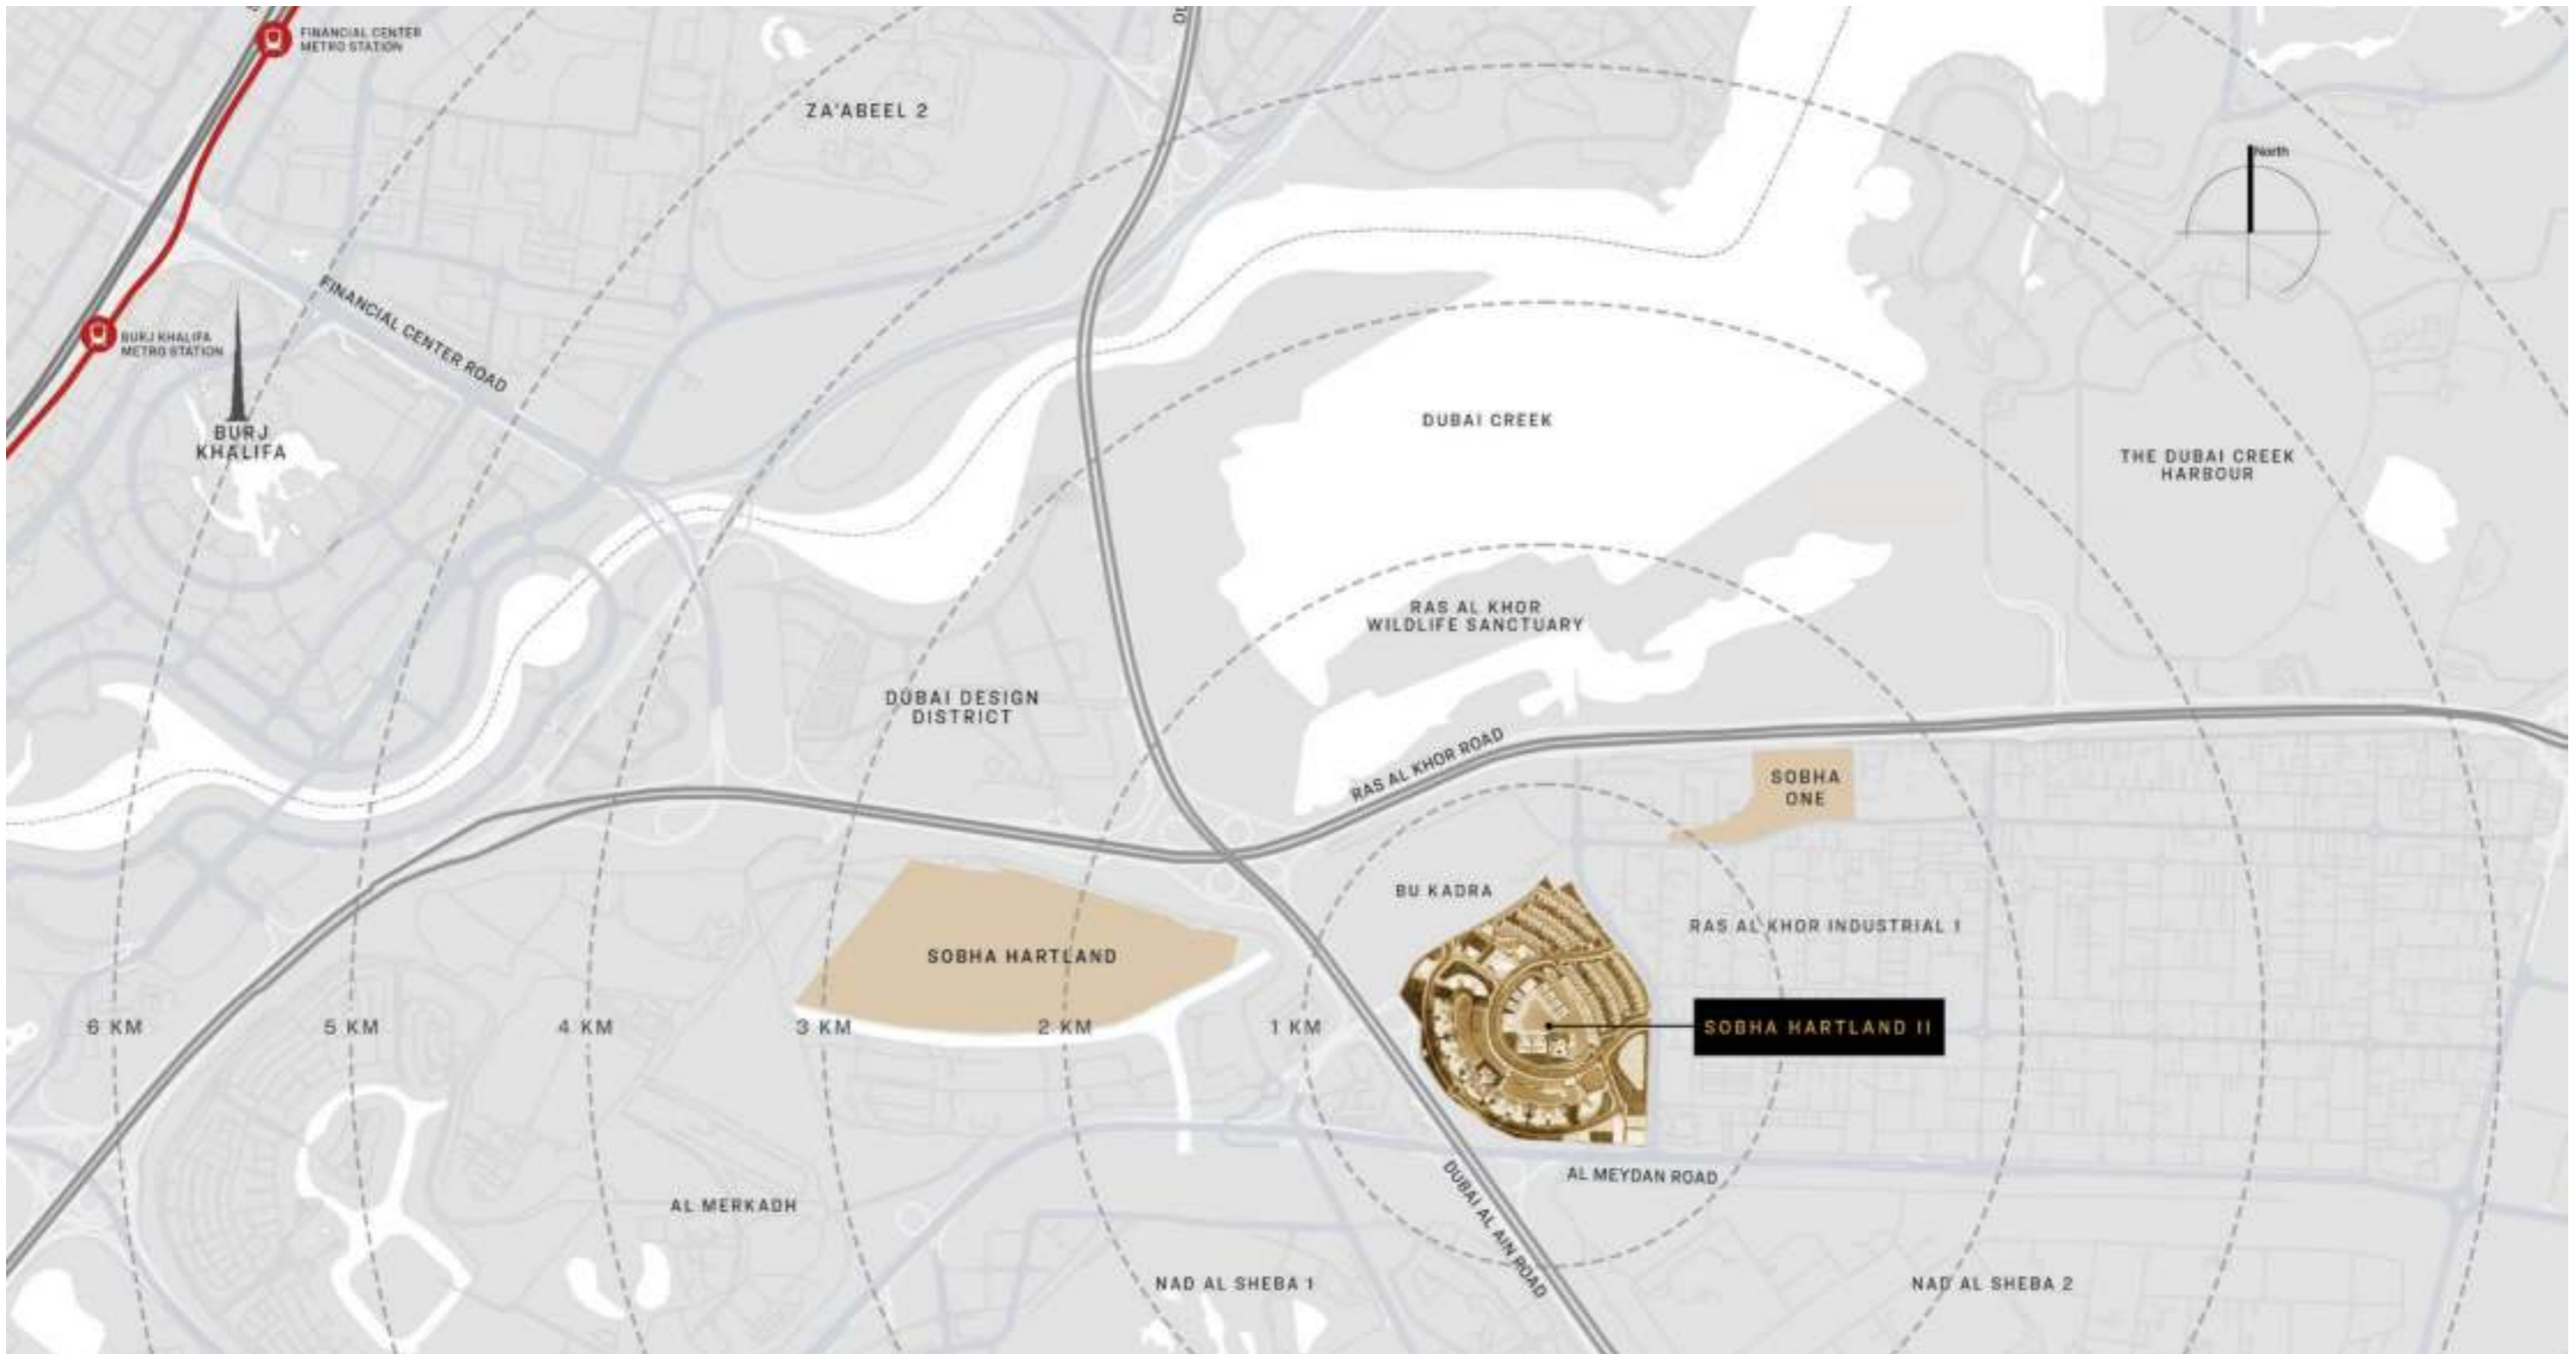 FINANCIAL CENTER
METRO STATION
ZA'ABEEL 2
North
FINANCIAL CENTER ROAD
BURJ KHALIFA
METRO STATION
BURJ
KHALIFA
DUBAI CREEK
THE DUBAI CREEK
HARBOUR
RAS AL KHOR
WILDLIFE SANCTUARY
DUBAI DESIGN
DISTRICT
RAS AL KHOR ROAD
SOBHA
ONE
BU KADRA
RAS AL KHOR INDUSTRIAL 1
SOBHA HARTLAND
6 KM
5 KM
4 KM
3 KM
2 KM
1 KM
SOBHA HARTLAND II
AL MEYDAN ROAD
DUBAI AL AIN ROAD
AL MERKADH
NAD AL SHEBA 1
NAD AL SHEBA 2